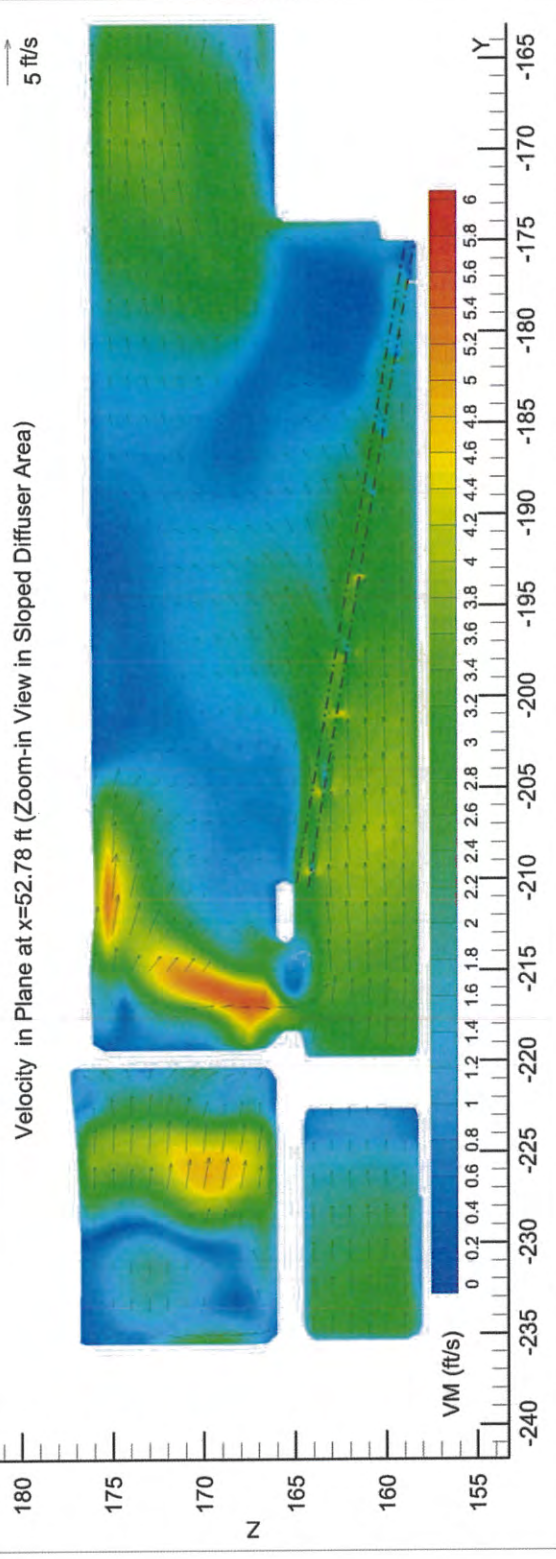 Velocity in Plane at x=52.78 ft (Zoom-in View in Sloped Diffuser Area)
5 ft/s
180
175
170
165
160
155
Z
VM (ft/s)
0 0.2 0.4 0.6 0.8 1 1.2 1.4 1.6 1.8 2 2.2 2.4 2.6 2.8 3 3.2 3.4 3.6 3.8 4 4.2 4.4 4.6 4.8 5 5.2 5.4 5.6 5.8 6
Y
-240 -235 -230 -225 -220 -215 -210 -205 -200 -195 -190 -185 -180 -175 -170 -165